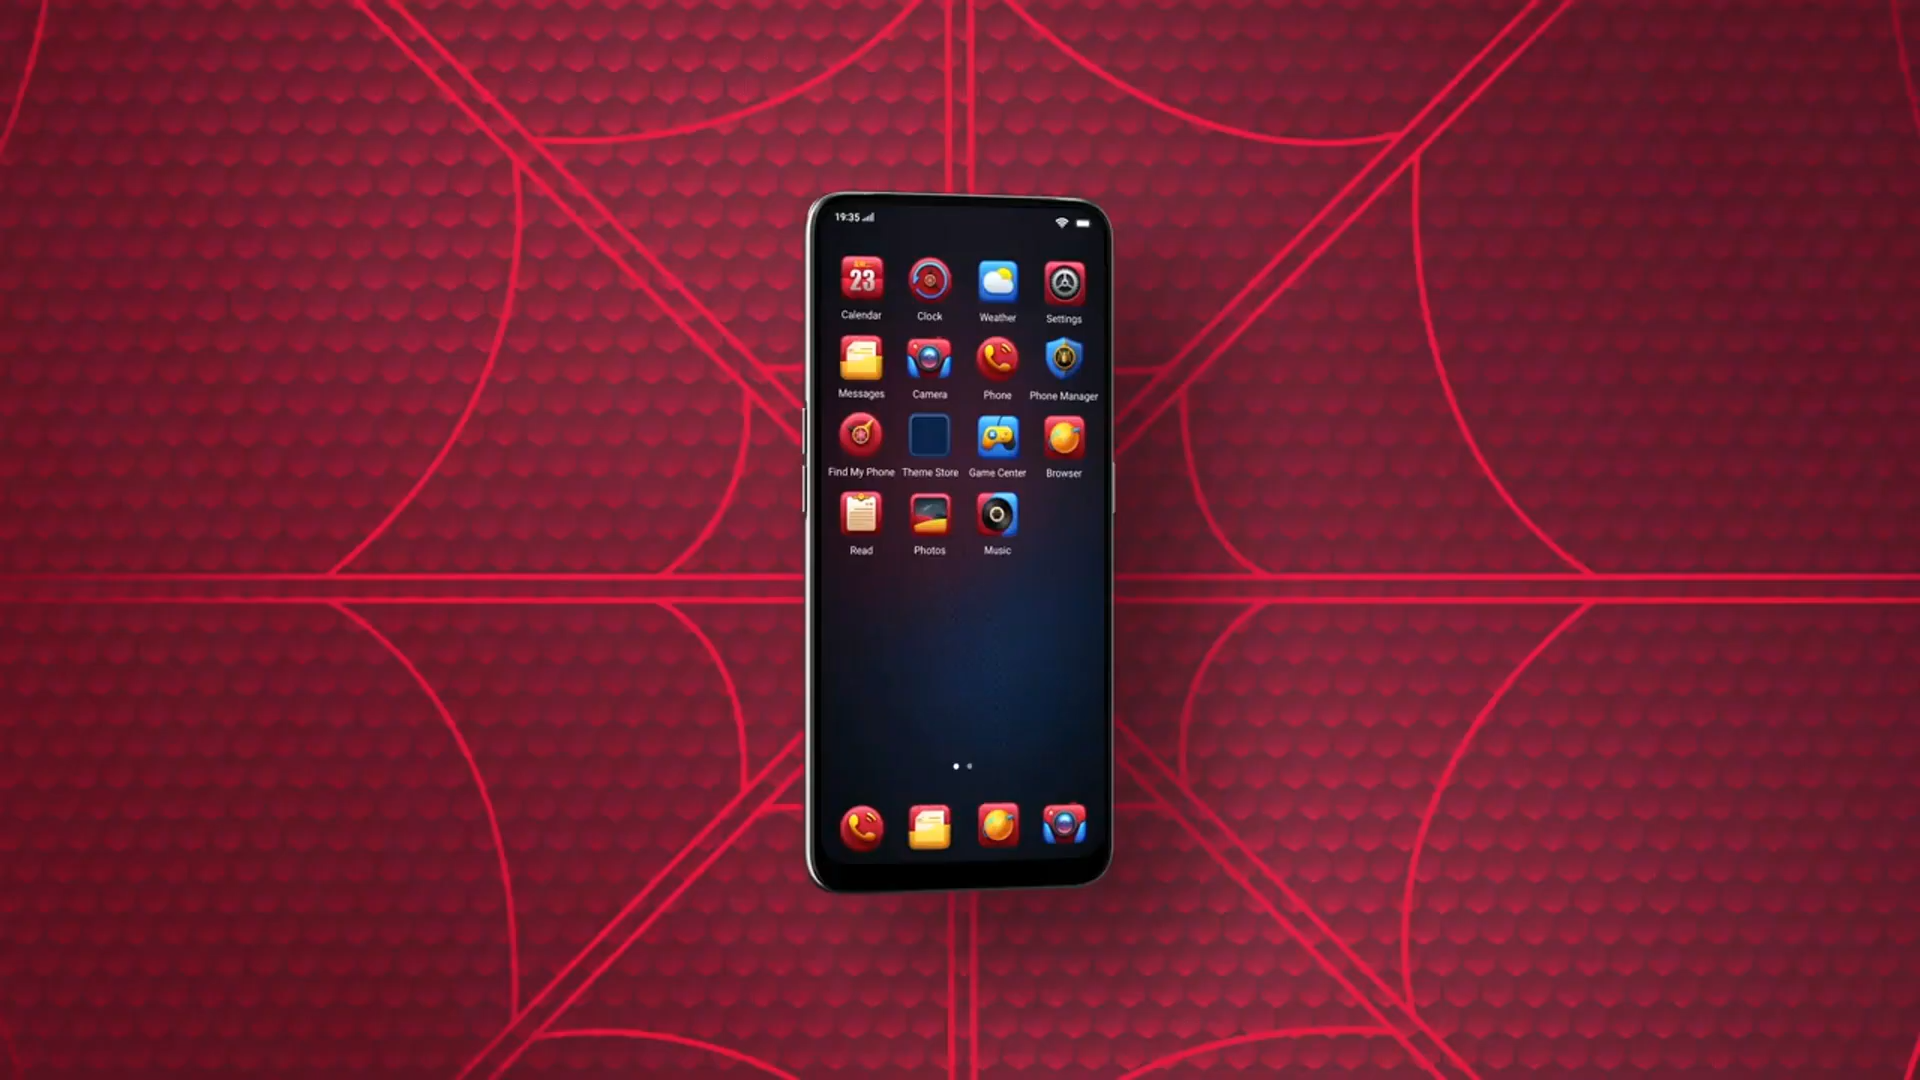 19:35
23
Calendar Clock Weather Settings
Messages Camera Phone Phone Manager
Find My Phone Theme Store Game Center Browser
Read Photos Music